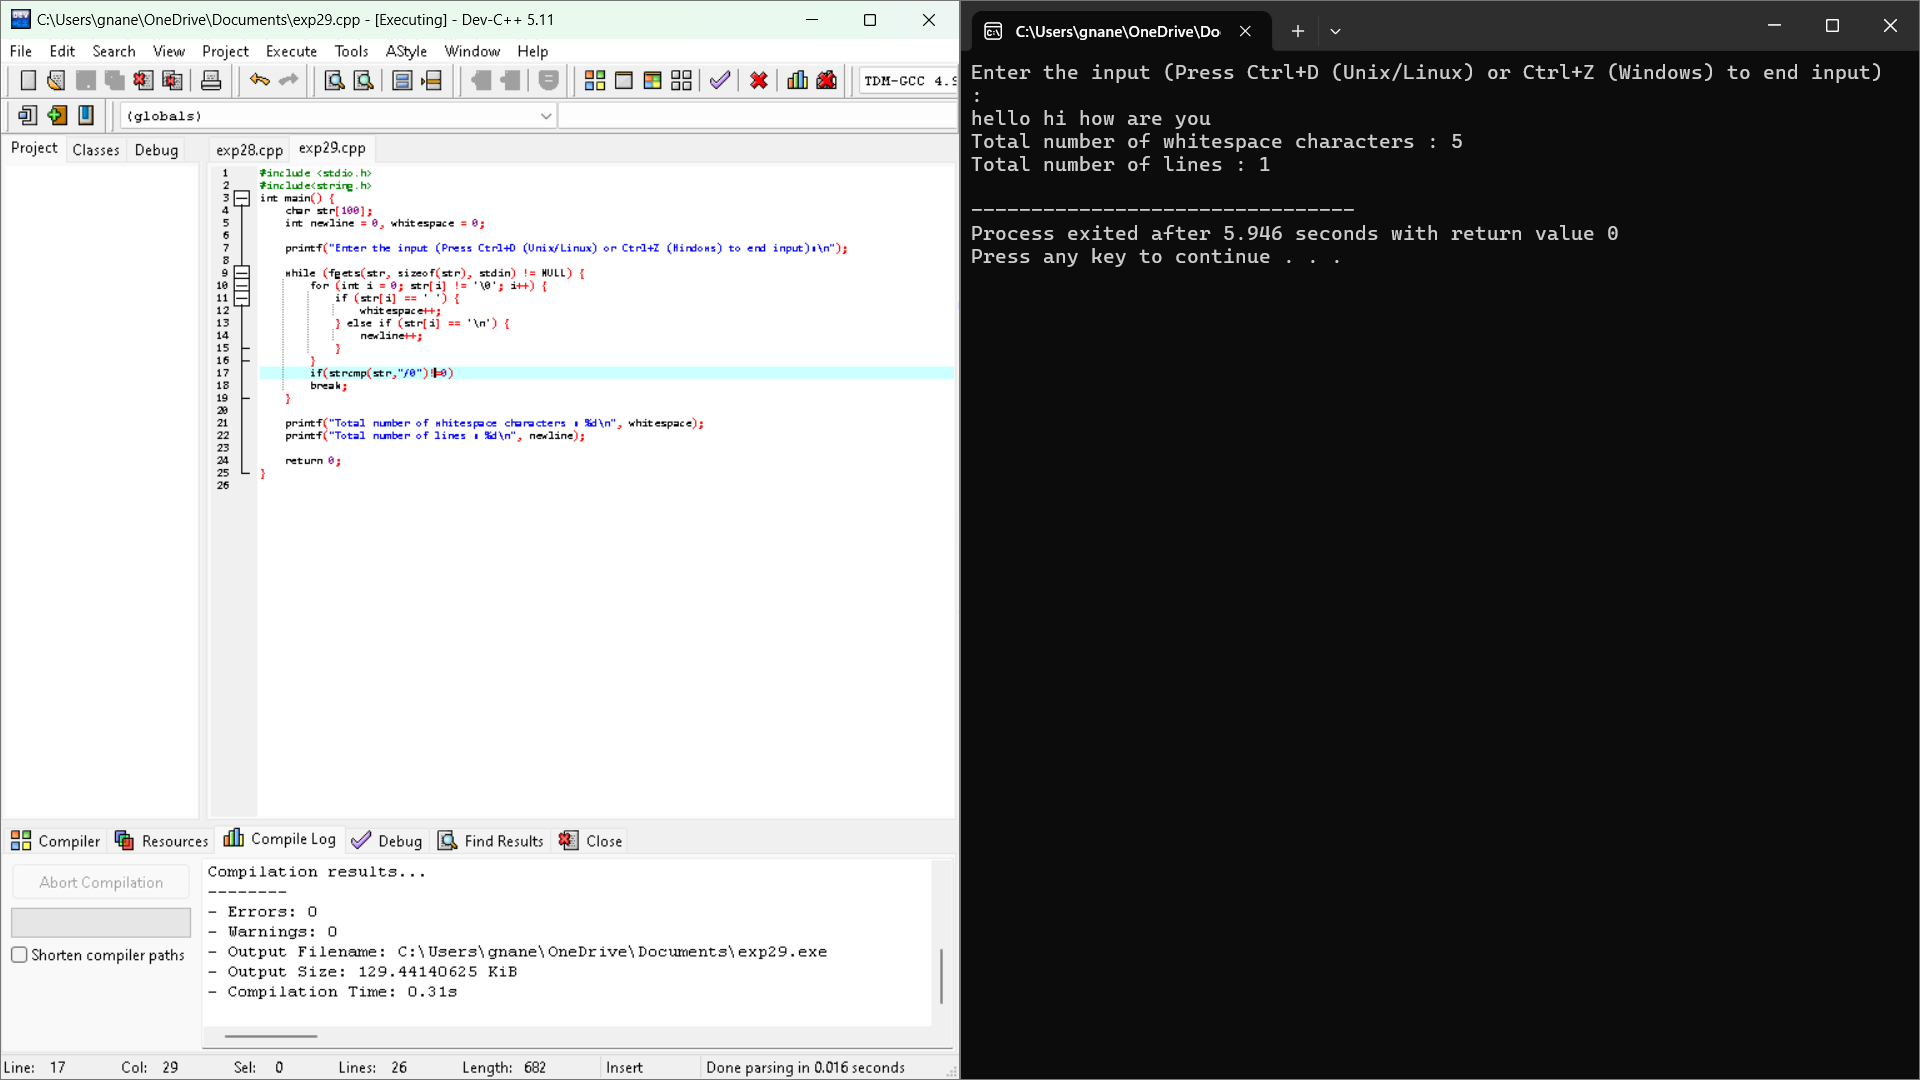 C:\Users\gnane\OneDrive\Documents\exp29.cpp - [Executing] - Dev-C++ 5.11
File Edit Search View Project Execute Tools AStyle Window Help
TDM-GCC 4.9
(globals)
Project Classes Debug
exp28.cpp exp29.cpp
1 #include <stdio.h>
2 #include<string.h>
3 int main() {
4 char str[100];
5 int newline = 0, whitespace = 0;
6
7 printf("Enter the input (Press Ctrl+D (Unix/Linux) or Ctrl+Z (Windows) to end input):\n");
8
9 while (fgets(str, sizeof(str), stdin) != NULL) {
10 for (int i = 0; str[i] != '\0'; i++) {
11 if (str[i] == ' ') {
12 whitespace++;
13 } else if (str[i] == '\n') {
14 newline++;
15 }
16 }
17 if(strcmp(str,"/0")!=0)
18 break;
19 }
20
21 printf("Total number of whitespace characters : %d\n", whitespace);
22 printf("Total number of lines : %d\n", newline);
23
24 return 0;
25 }
26
Compiler Resources Compile Log Debug Find Results Close
Abort Compilation
Shorten compiler paths
Compilation results...
--------
- Errors: 0
- Warnings: 0
- Output Filename: C:\Users\gnane\OneDrive\Documents\exp29.exe
- Output Size: 129.44140625 KiB
- Compilation Time: 0.31s
Line: 17 Col: 29 Sel: 0 Lines: 26 Length: 682 Insert Done parsing in 0.016 seconds
C:\Users\gnane\OneDrive\Do
Enter the input (Press Ctrl+D (Unix/Linux) or Ctrl+Z (Windows) to end input)
:
hello hi how are you
Total number of whitespace characters : 5
Total number of lines : 1
--------------------------------
Process exited after 5.946 seconds with return value 0
Press any key to continue . . .